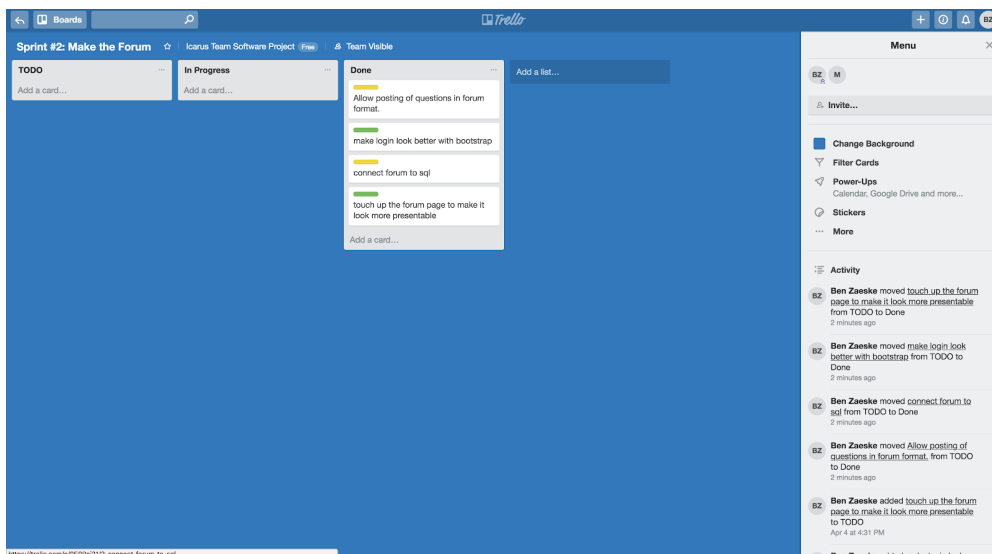 Boards
Trello
BZ
Sprint #2: Make the Forum
Icarus Team Software Project Free
Team Visible
TODO
Add a card...
In Progress
Add a card...
Done
Allow posting of questions in forum
format.
make login look better with bootstrap
connect forum to sql
touch up the forum page to make it
look more presentable
Add a card...
Add a list...
Menu
BZ M
Invite...
Change Background
Filter Cards
Power-Ups
Calendar, Google Drive and more...
Stickers
More
Activity
BZ
Ben Zaeske moved touch up the forum
page to make it look more presentable
from TODO to Done
2 minutes ago
BZ
Ben Zaeske moved make login look
better with bootstrap from TODO to
Done
2 minutes ago
BZ
Ben Zaeske moved connect forum to
sql from TODO to Done
2 minutes ago
BZ
Ben Zaeske moved Allow posting of
questions in forum format. from TODO
to Done
2 minutes ago
BZ
Ben Zaeske added touch up the forum
page to make it look more presentable
to TODO
Apr 4 at 4:31 PM